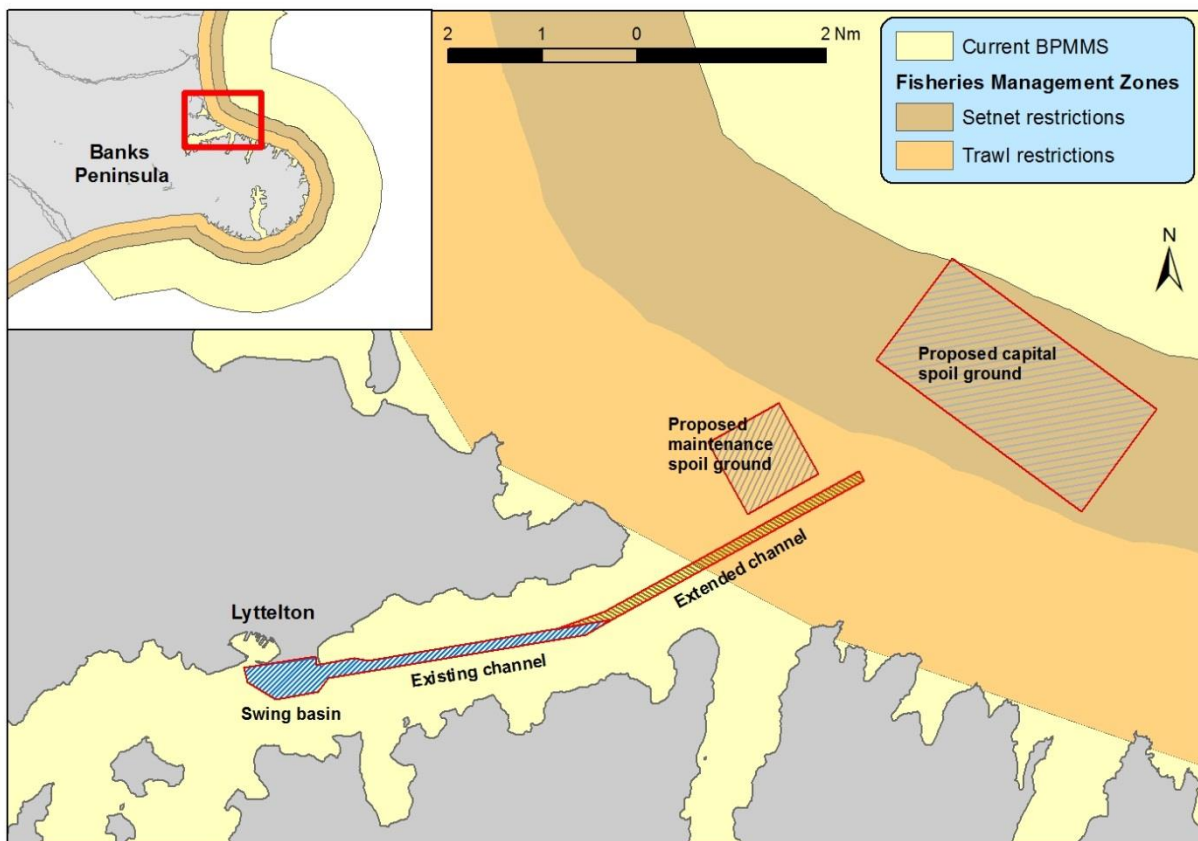 2 1 0 2 Nm
Current BPMMS
Fisheries Management Zones
Setnet restrictions
Trawl restrictions
Banks
Peninsula
N
Proposed capital
spoil ground
Proposed
maintenance
spoil ground
Extended channel
Lyttelton
Existing channel
Swing basin